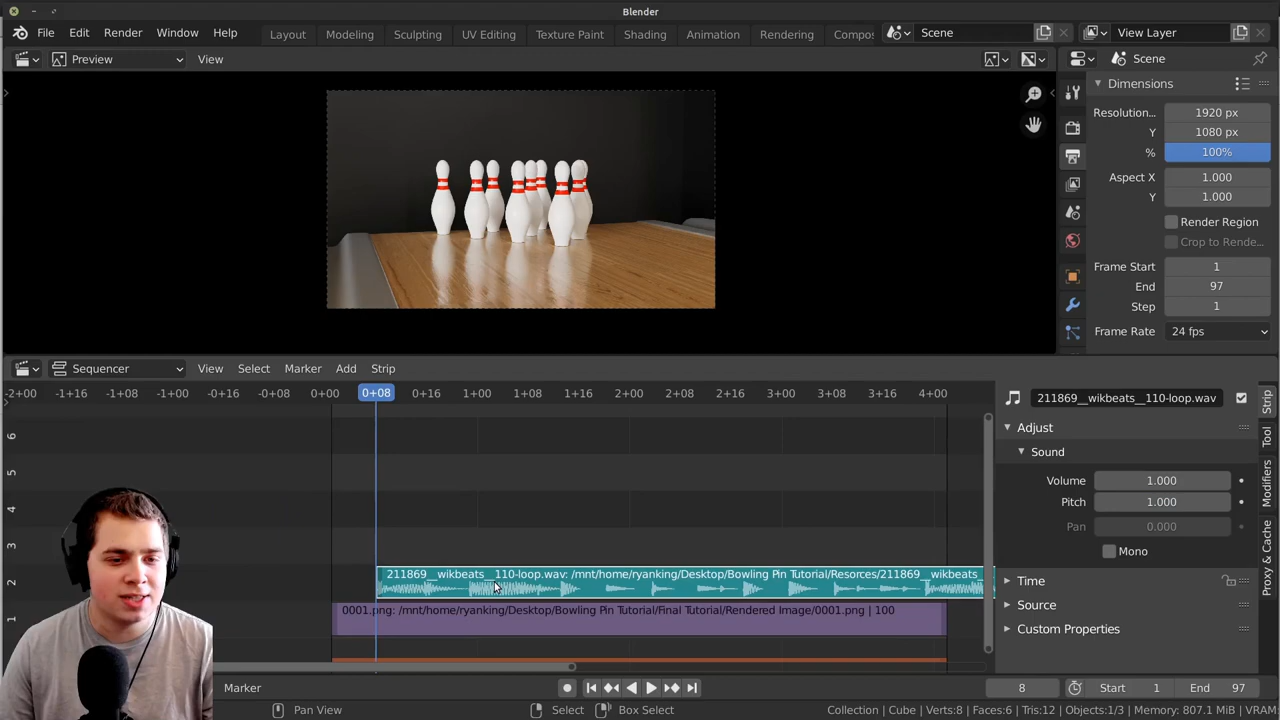 Blender
File Edit Render Window Help Layout Modeling Sculpting UV Editing Texture Paint Shading Animation Rendering Compos Scene View Layer
Preview View Scene
Dimensions
Resolution... 1920 px
Y 1080 px
% 100%
Aspect X 1.000
Y 1.000
Render Region
Crop to Rende...
Frame Start 1
End 97
Step 1
Frame Rate 24 fps
Sequencer View Select Marker Add Strip
-2+00 -1+16 -1+08 -1+00 -0+16 -0+08 0+00 0+08 0+16 1+00 1+08 1+16 2+00 2+08 2+16 3+00 3+08 3+16 4+00
6
5
4
3
2
1
211869__wikbeats__110-loop.wav: /mnt/home/ryanking/Desktop/Bowling Pin Tutorial/Resorces/211869__wikbeats_
0001.png: /mnt/home/ryanking/Desktop/Bowling Pin Tutorial/Final Tutorial/Rendered Image/0001.png | 100
211869__wikbeats__110-loop.wav
Adjust
Sound
Volume 1.000
Pitch 1.000
Pan 0.000
Mono
Time
Source
Custom Properties
Strip
Tool
Modifiers
Proxy & Cache
Marker 8 Start 1 End 97
Pan View Select Box Select Collection | Cube | Verts:8 | Faces:6 | Tris:12 | Objects:1/3 | Memory: 807.1 MiB | VRAM: